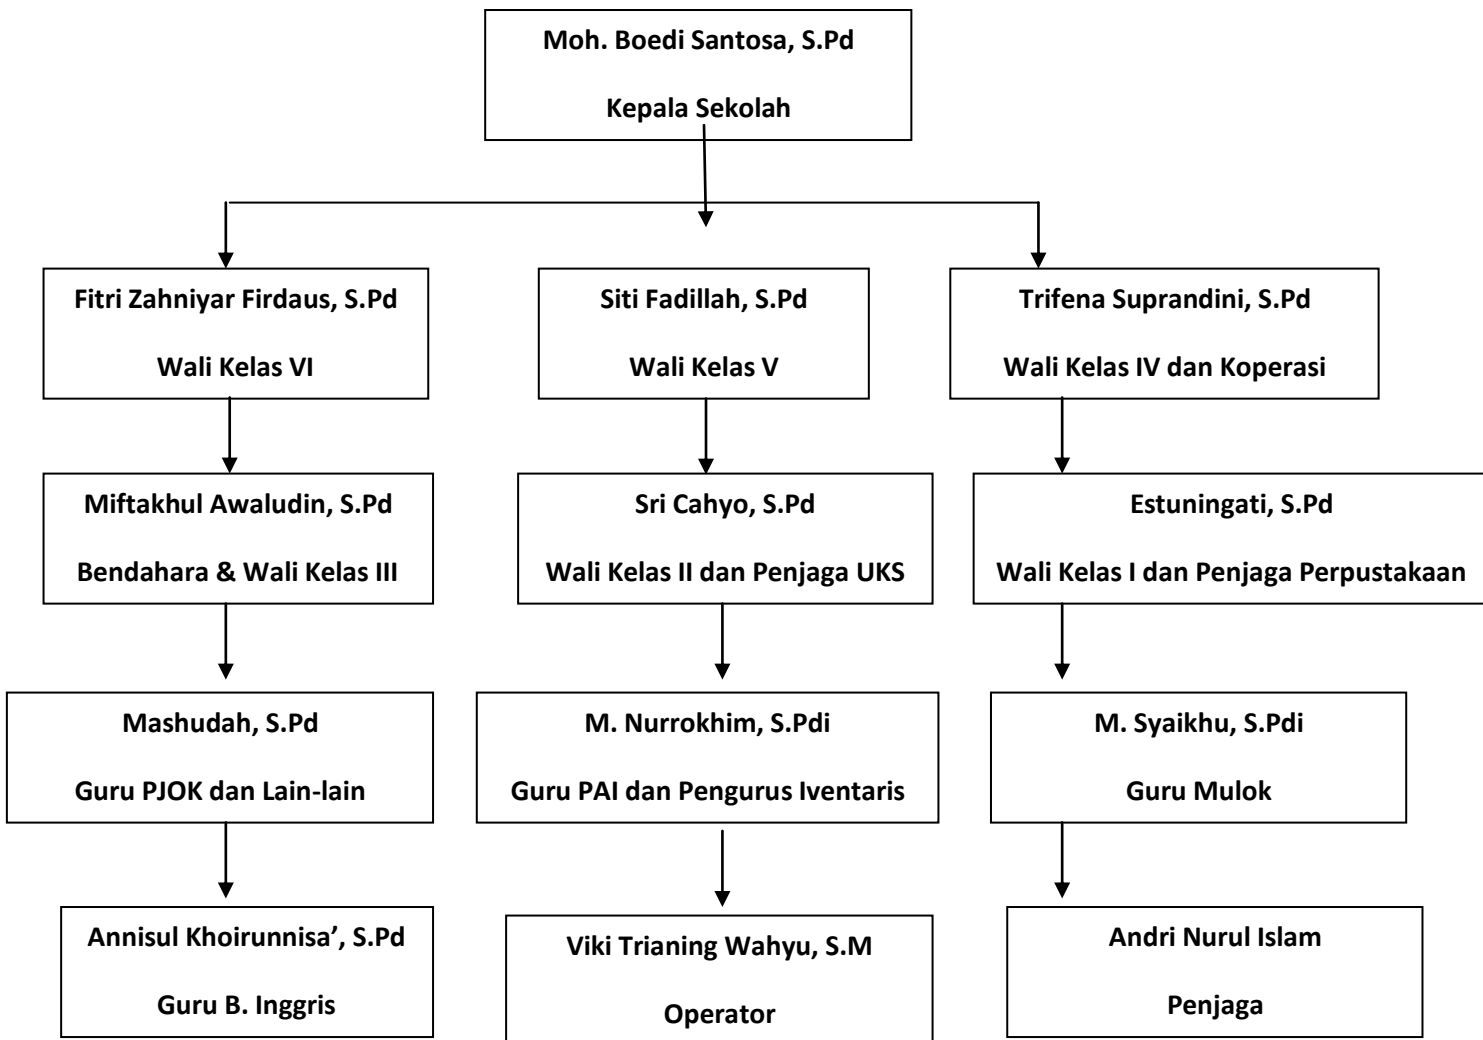 Moh. Boedi Santosa, S.Pd
Kepala Sekolah
Fitri Zahniyar Firdaus, S.Pd
Wali Kelas VI
Siti Fadillah, S.Pd
Wali Kelas V
Trifena Suprandini, S.Pd
Wali Kelas IV dan Koperasi
Miftakhul Awaludin, S.Pd
Bendahara & Wali Kelas III
Sri Cahyo, S.Pd
Wali Kelas II dan Penjaga UKS
Estuningati, S.Pd
Wali Kelas I dan Penjaga Perpustakaan
Mashudah, S.Pd
Guru PJOK dan Lain-lain
M. Nurrokhim, S.Pdi
Guru PAI dan Pengurus Iventaris
M. Syaikhu, S.Pdi
Guru Mulok
Annisul Khoirunnisa’, S.Pd
Guru B. Inggris
Viki Trianing Wahyu, S.M
Operator
Andri Nurul Islam
Penjaga